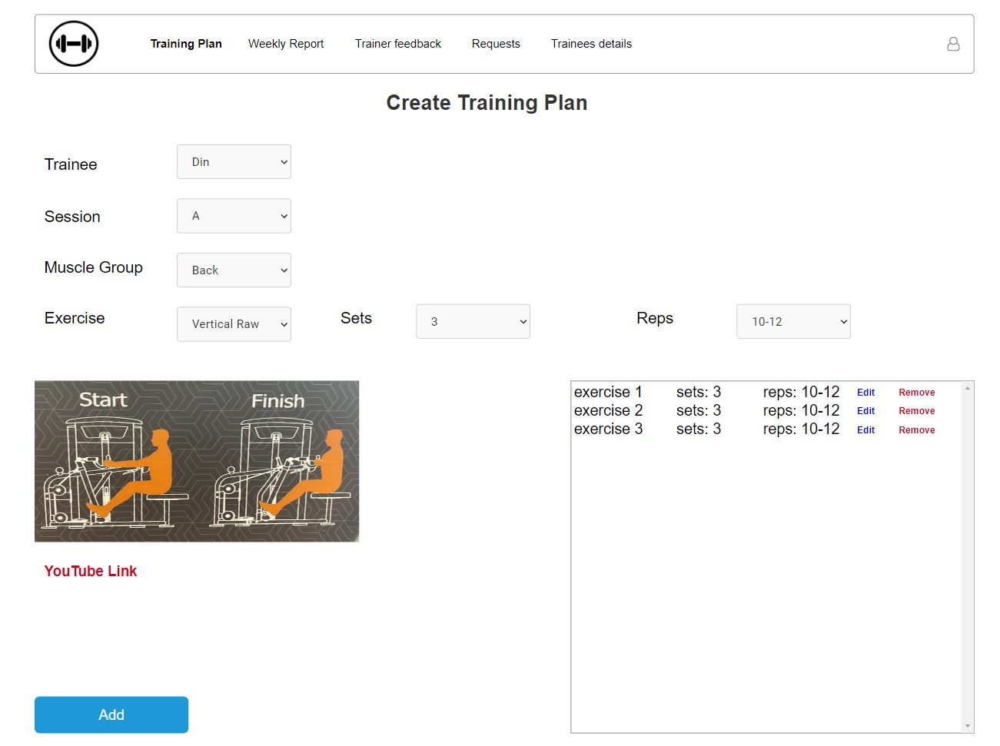 Training Plan Weekly Report Trainer feedback Requests Trainees details
Create Training Plan
Trainee Din
Session A
Muscle Group Back
Exercise Vertical Raw Sets 3 Reps 10-12
Start Finish
YouTube Link
exercise 1 sets: 3 reps: 10-12 Edit Remove
exercise 2 sets: 3 reps: 10-12 Edit Remove
exercise 3 sets: 3 reps: 10-12 Edit Remove
Add